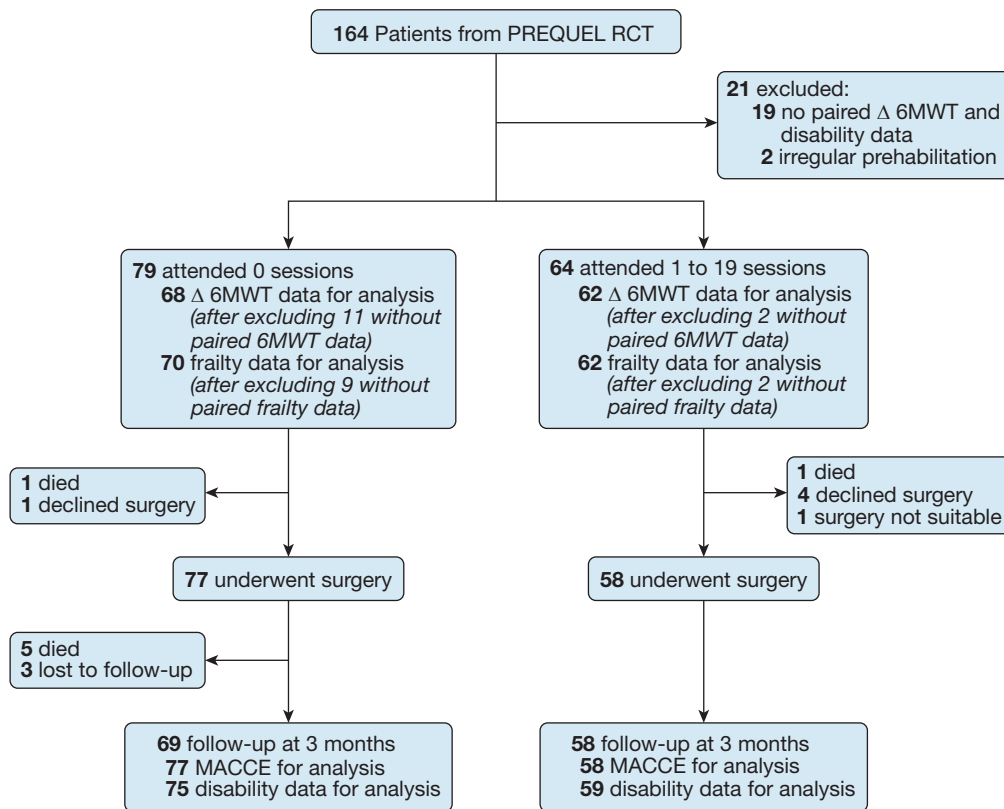 164 Patients from PREQUEL RCT
21 excluded:
19 no paired Δ 6MWT and
disability data
2 irregular prehabilitation
79 attended 0 sessions
68 Δ 6MWT data for analysis
(after excluding 11 without
paired 6MWT data)
70 frailty data for analysis
(after excluding 9 without
paired frailty data)
64 attended 1 to 19 sessions
62 Δ 6MWT data for analysis
(after excluding 2 without
paired 6MWT data)
62 frailty data for analysis
(after excluding 2 without
paired frailty data)
1 died
1 declined surgery
1 died
4 declined surgery
1 surgery not suitable
77 underwent surgery
58 underwent surgery
5 died
3 lost to follow-up
69 follow-up at 3 months
77 MACCE for analysis
75 disability data for analysis
58 follow-up at 3 months
58 MACCE for analysis
59 disability data for analysis